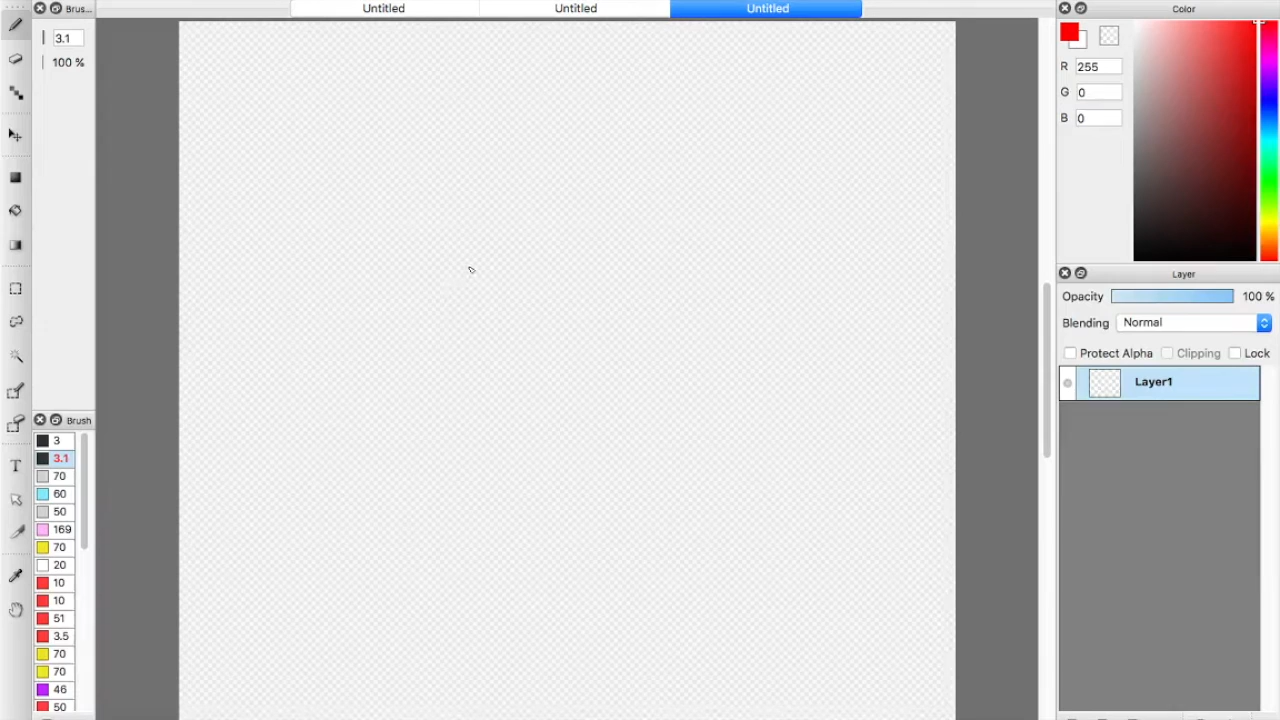 Brus...
Untitled
Untitled
Untitled
Color
3.1
100 %
R 255
G 0
B 0
Layer
Opacity 100 %
Blending Normal
Protect Alpha Clipping Lock
Layer1
Brush
3
3.1
70
60
50
169
70
20
10
10
51
3.5
70
70
46
50
T